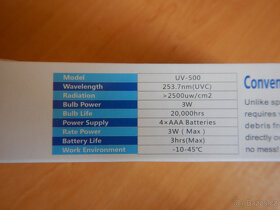 Model UV-500
Wavelength 253.7nm(UVC)
Radiation >2500uw/cm2
Bulb Power 3W
Bulb Life 20,000hrs
Power Supply 4×AAA Batteries
Rate Power 3W ( Max )
Battery Life 3hrs(Max)
Work Environment -10-45℃
Conven
Unlike sp
requires
debris fr
directly o
no mess!